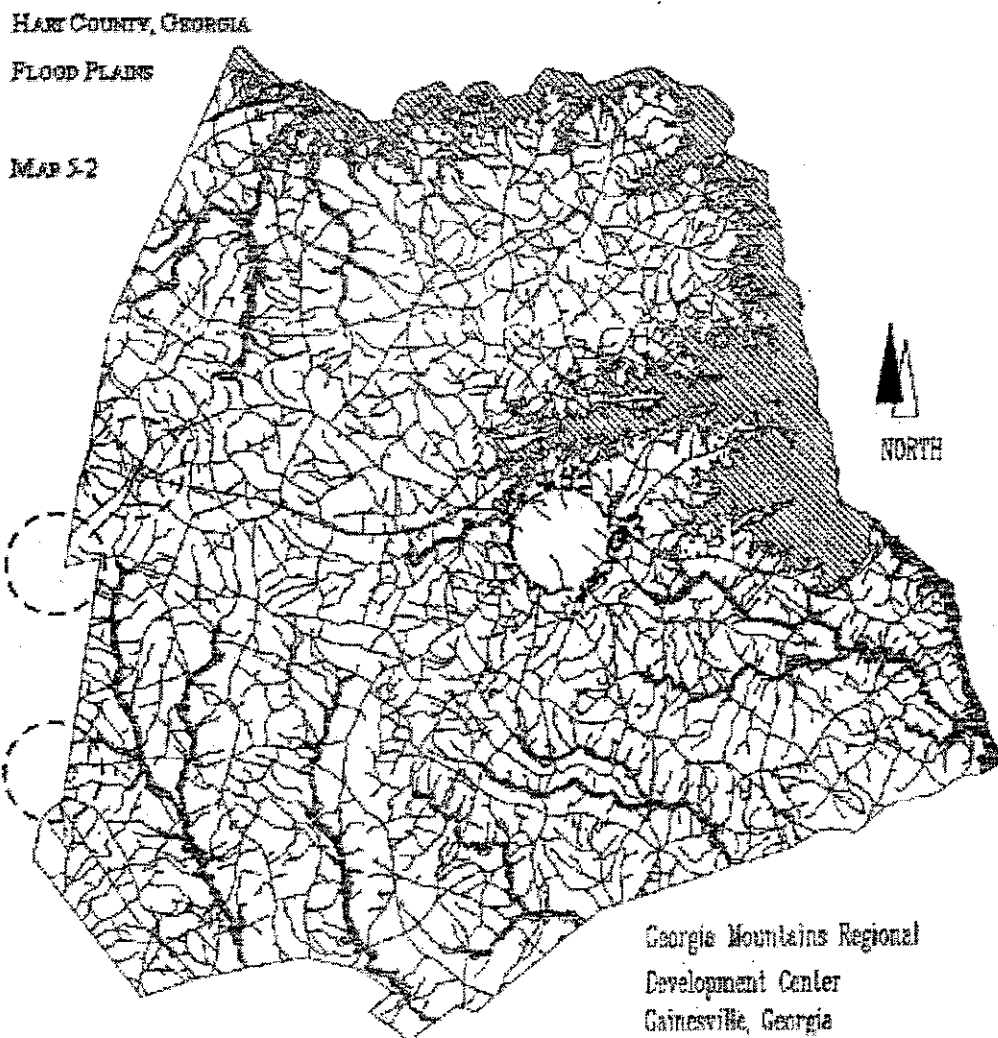 HART COUNTY, GEORGIA
FLOOD PLAINS
MAP 5-2
NORTH
Georgia Mountains Regional
Development Center
Gainesville, Georgia